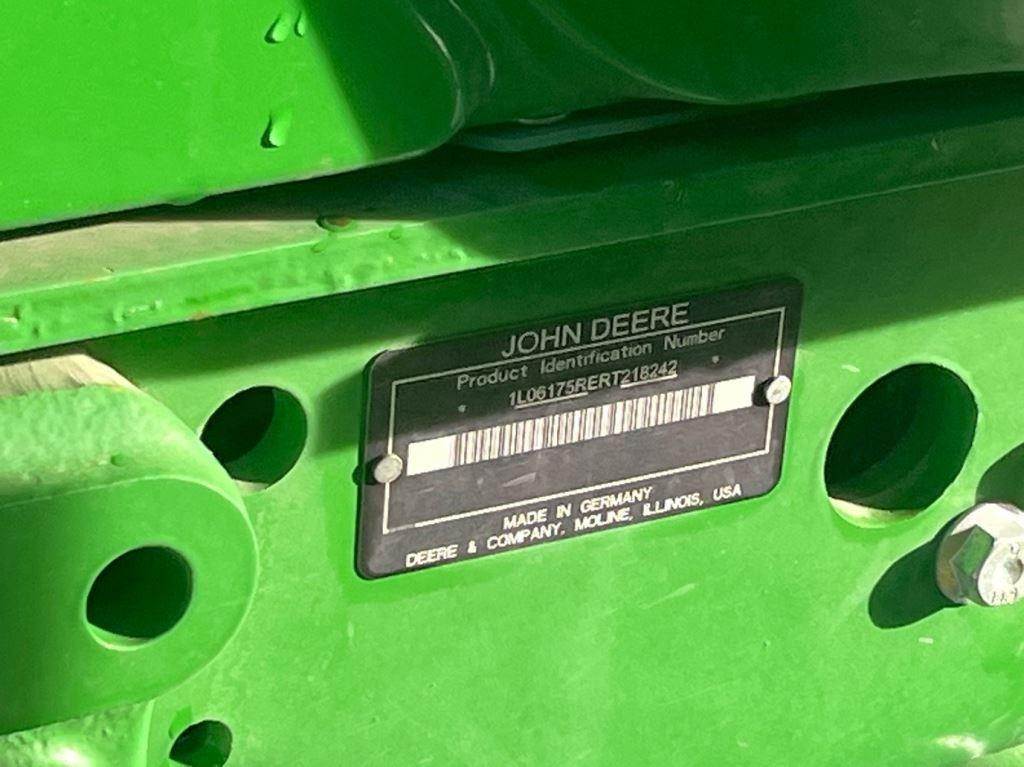 JOHN DEERE
Product Identification Number
1L06175RERT218242
MADE IN GERMANY
DEERE & COMPANY, MOLINE, ILLINOIS, USA